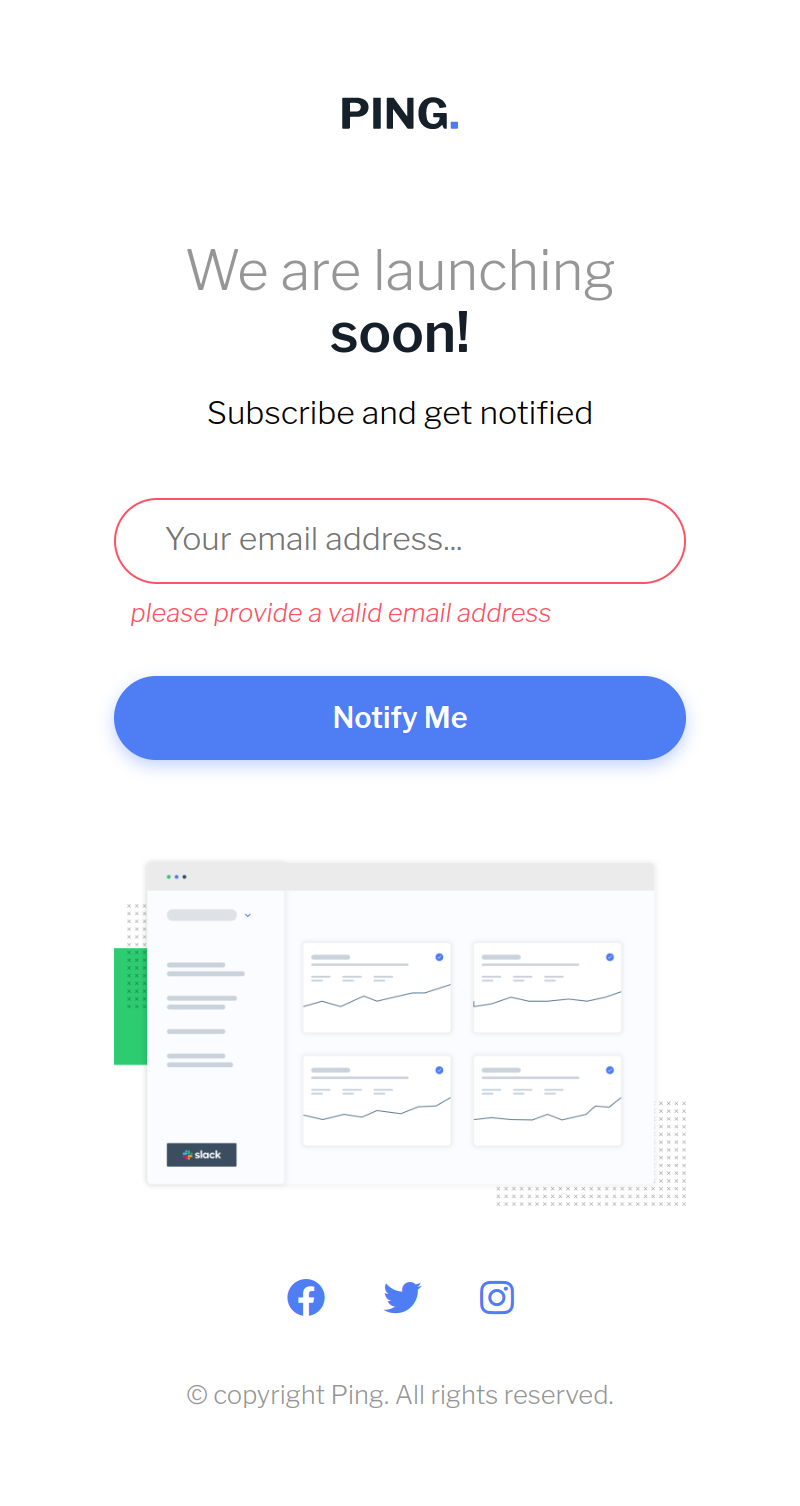 PING.
We are launching
soon!
Subscribe and get notified
Your email address...
please provide a valid email address
Notify Me
slack
© copyright Ping. All rights reserved.